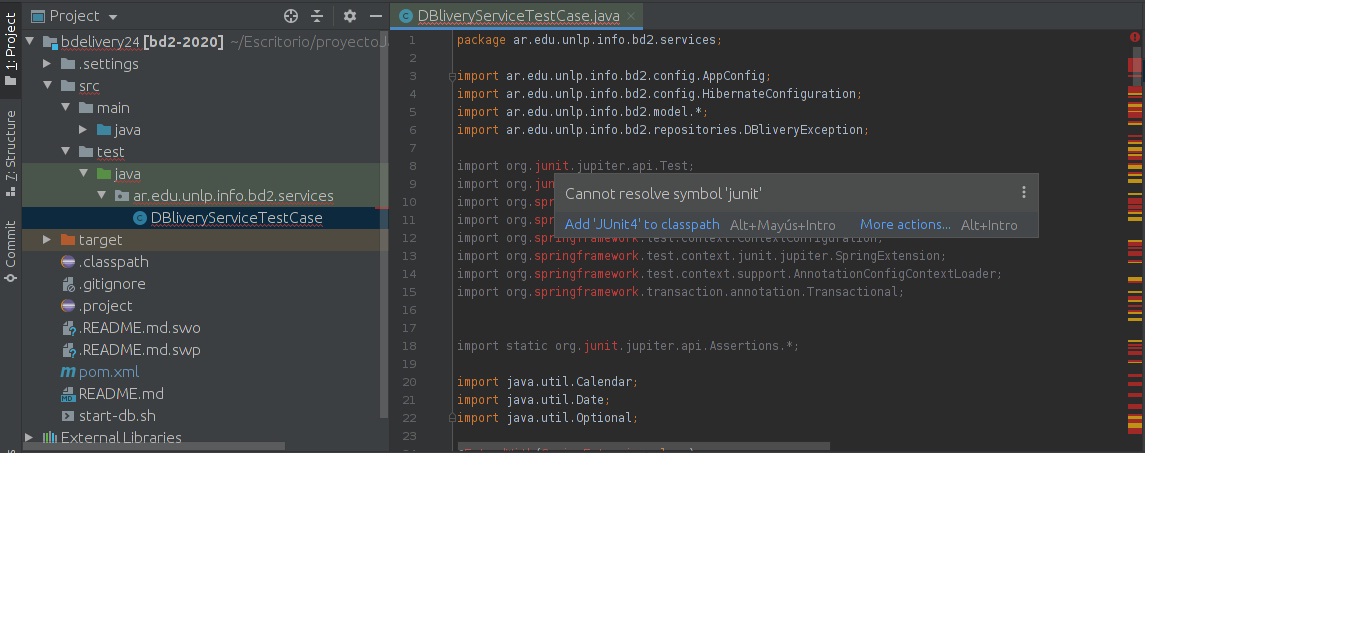 Project
DBliveryServiceTestCase.java
1: Project
Z: Structure
Commit
bdelivery24 [bd2-2020] ~/Escritorio/proyectoJ
.settings
src
main
java
test
java
ar.edu.unlp.info.bd2.services
DBliveryServiceTestCase
target
.classpath
.gitignore
.project
.README.md.swo
.README.md.swp
pom.xml
README.md
start-db.sh
External Libraries
1 package ar.edu.unlp.info.bd2.services;
2
3 import ar.edu.unlp.info.bd2.config.AppConfig;
4 import ar.edu.unlp.info.bd2.config.HibernateConfiguration;
5 import ar.edu.unlp.info.bd2.model.*;
6 import ar.edu.unlp.info.bd2.repositories.DBliveryException;
7
8 import org.junit.jupiter.api.Test;
9 import org.jun
10 import org.spr
11 import org.spr
12 import org.springframework.test.context.ContextConfiguration;
13 import org.springframework.test.context.junit.jupiter.SpringExtension;
14 import org.springframework.test.context.support.AnnotationConfigContextLoader;
15 import org.springframework.transaction.annotation.Transactional;
16
17
18 import static org.junit.jupiter.api.Assertions.*;
19
20 import java.util.Calendar;
21 import java.util.Date;
22 import java.util.Optional;
23
Cannot resolve symbol 'junit'
Add 'JUnit4' to classpath Alt+Mayús+Intro More actions... Alt+Intro